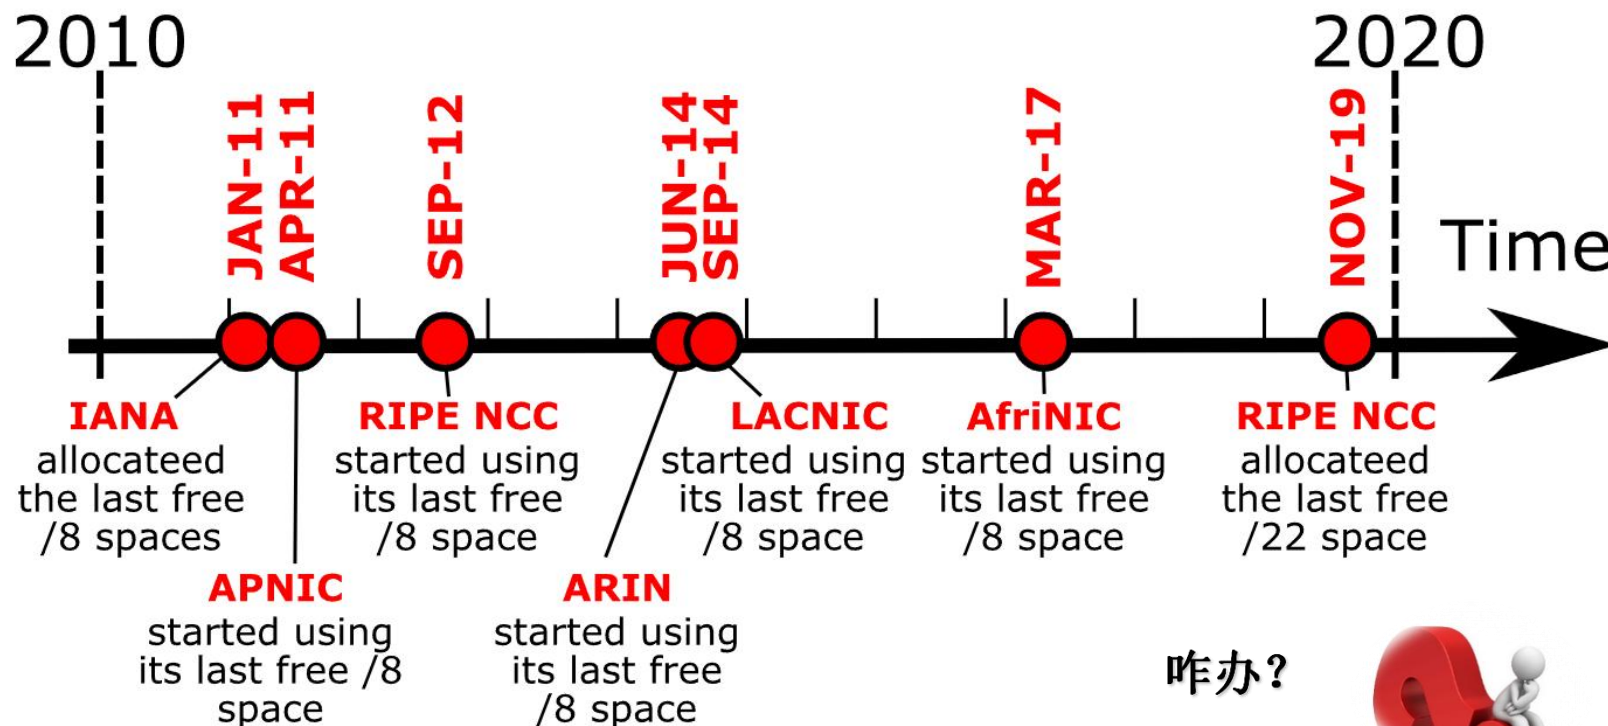 2010
2020
JAN-11
APR-11
SEP-12
JUN-14
SEP-14
MAR-17
NOV-19
Time
IANA
allocateed
the last free
/8 spaces
APNIC
started using
its last free /8
space
RIPE NCC
started using
its last free
/8 space
ARIN
started using
its last free
/8 space
LACNIC
started using
its last free
/8 space
AfriNIC
started using
its last free
/8 space
RIPE NCC
allocateed
the last free
/22 space
咋办?